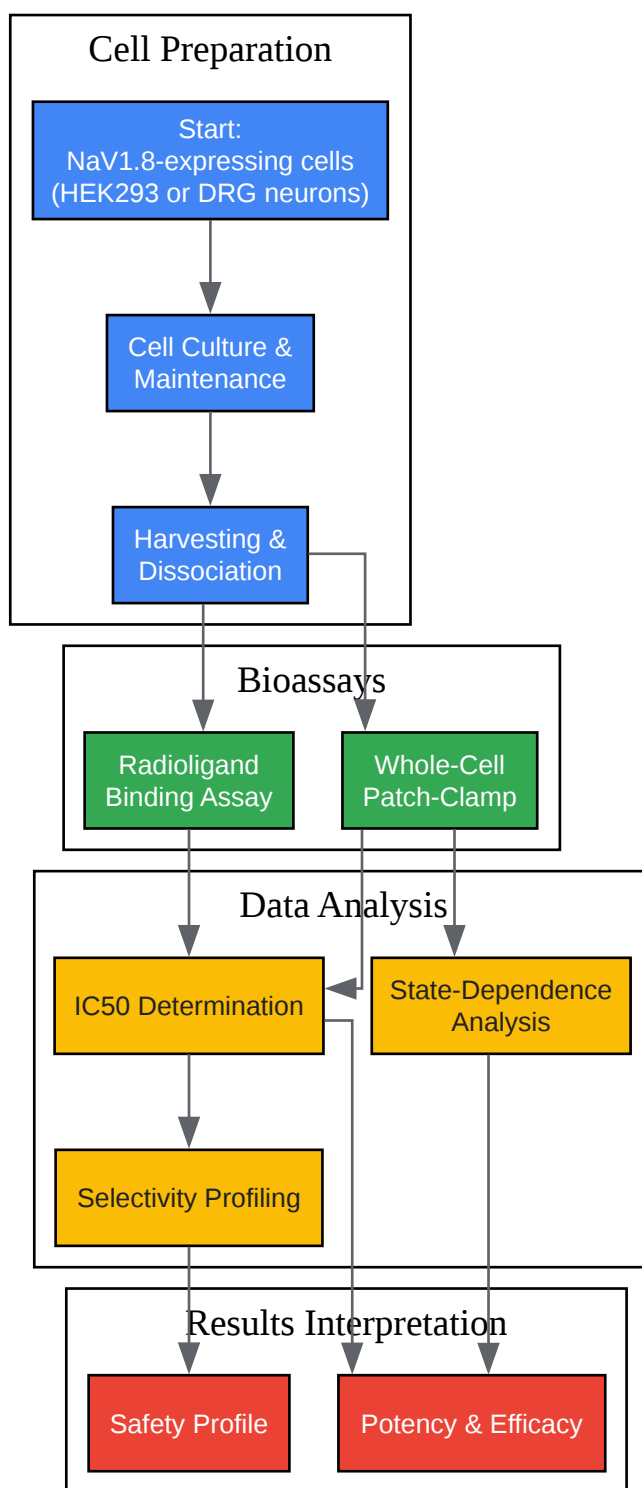 Cell Preparation
Start:
NaV1.8-expressing cells
(HEK293 or DRG neurons)
Cell Culture &
Maintenance
Harvesting &
Dissociation
Bioassays
Radioligand
Binding Assay
Whole-Cell
Patch-Clamp
Data Analysis
IC50 Determination
State-Dependence
Analysis
Selectivity Profiling
Results Interpretation
Safety Profile
Potency & Efficacy